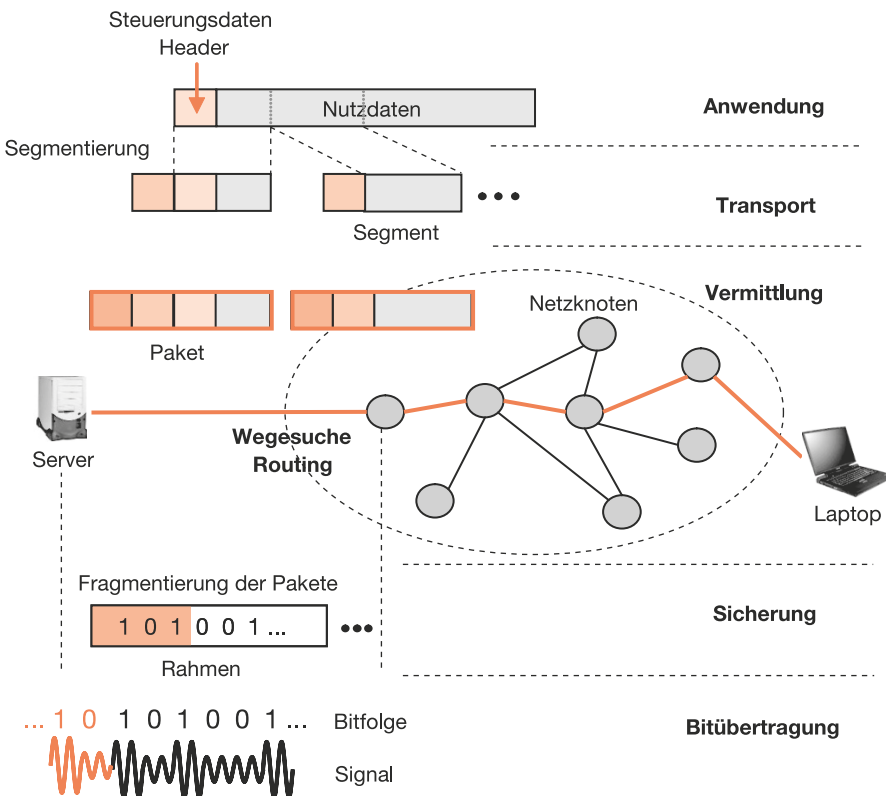 Steuerungsdaten
Header
Nutzdaten
Anwendung
Segmentierung
Segment
Transport
Vermittlung
Netzknoten
Paket
Wegesuche
Routing
Server
Laptop
Fragmentierung der Pakete
1 0 1 0 0 1 ...
Rahmen
Sicherung
... 1 0 1 0 1 0 0 1 ...
Bitfolge
Bitübertragung
Signal